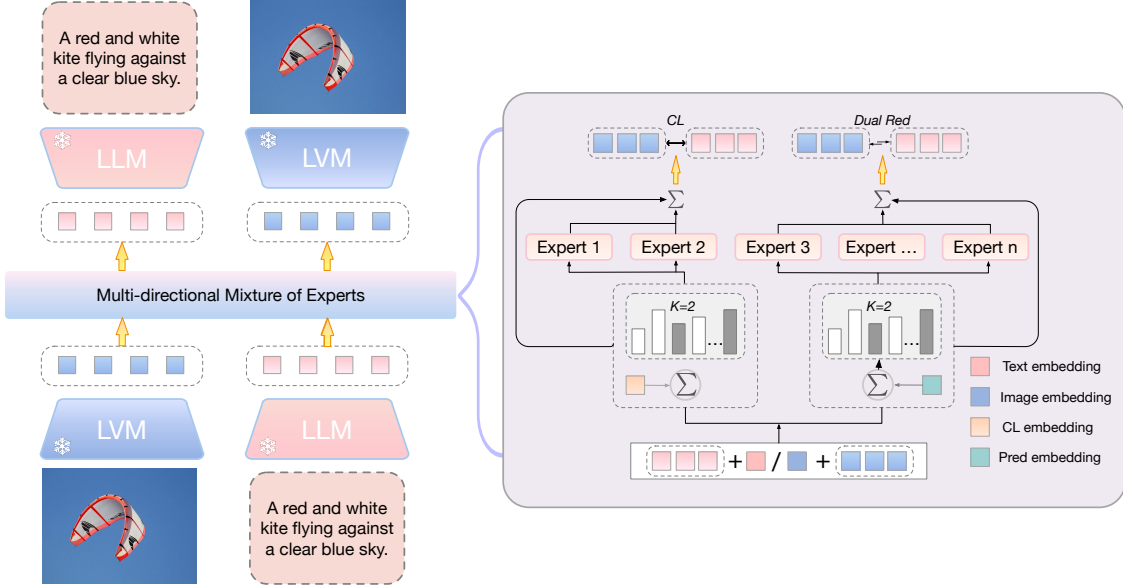 A red and white
kite flying against
a clear blue sky.
LLM
LVM
Multi-directional Mixture of Experts
LVM
LLM
A red and white
kite flying against
a clear blue sky.
CL
Dual Red
Σ
Σ
Expert 1
Expert 2
Expert 3
Expert ...
Expert n
K=2
...
K=2
...
Σ
Σ
+ / +
Text embedding
Image embedding
CL embedding
Pred embedding